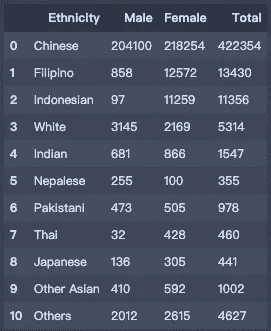 Ethnicity Male Female Total
0 Chinese 204100 218254 422354
1 Filipino 858 12572 13430
2 Indonesian 97 11259 11356
3 White 3145 2169 5314
4 Indian 681 866 1547
5 Nepalese 255 100 355
6 Pakistani 473 505 978
7 Thai 32 428 460
8 Japanese 136 305 441
9 Other Asian 410 592 1002
10 Others 2012 2615 4627